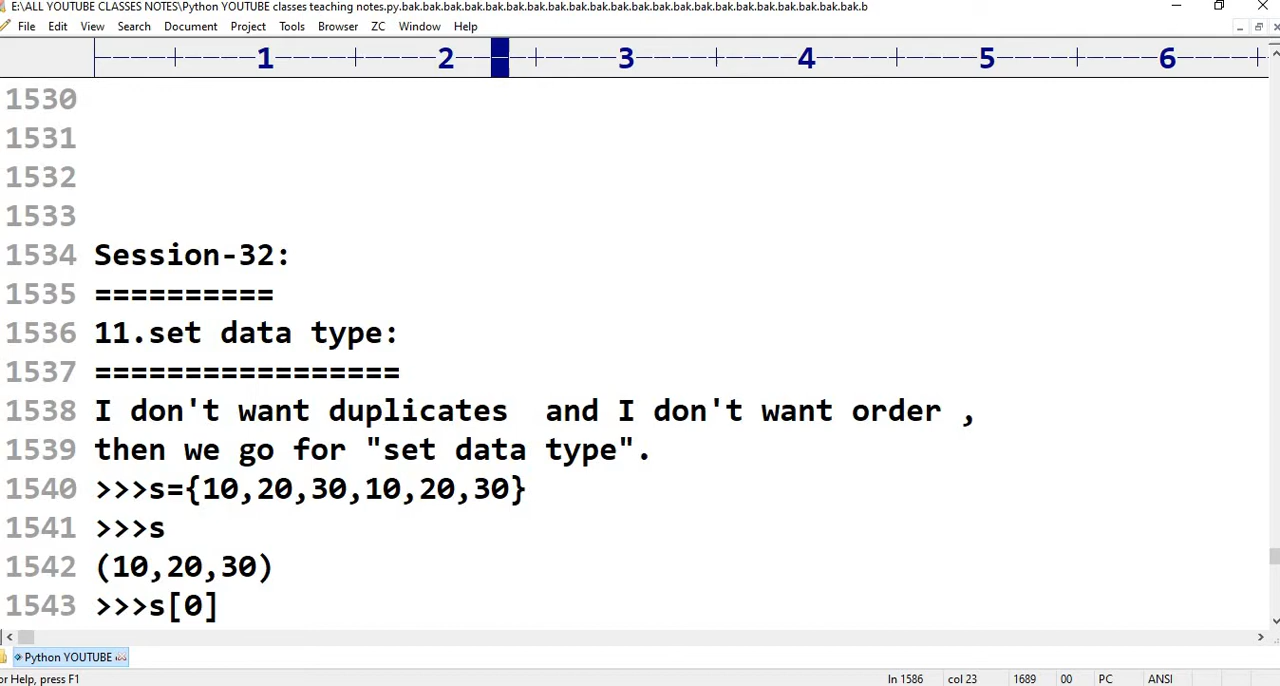 E:\ALL YOUTUBE CLASSES NOTES\Python YOUTUBE classes teaching notes.py.bak.bak.bak.bak.bak.bak.bak.bak.bak.bak.bak.bak.bak.bak.bak.bak.bak.bak.bak.bak.bak.bak.b
File Edit View Search Document Project Tools Browser ZC Window Help
1 2 3 4 5 6
1530
1531
1532
1533
1534 Session-32:
1535 ==========
1536 11.set data type:
1537 =================
1538 I don't want duplicates  and I don't want order ,
1539 then we go for "set data type".
1540 >>>s={10,20,30,10,20,30}
1541 >>>s
1542 (10,20,30)
1543 >>>s[0]
Python YOUTUBE
or Help, press F1 ln 1586 col 23 1689 00 PC ANSI